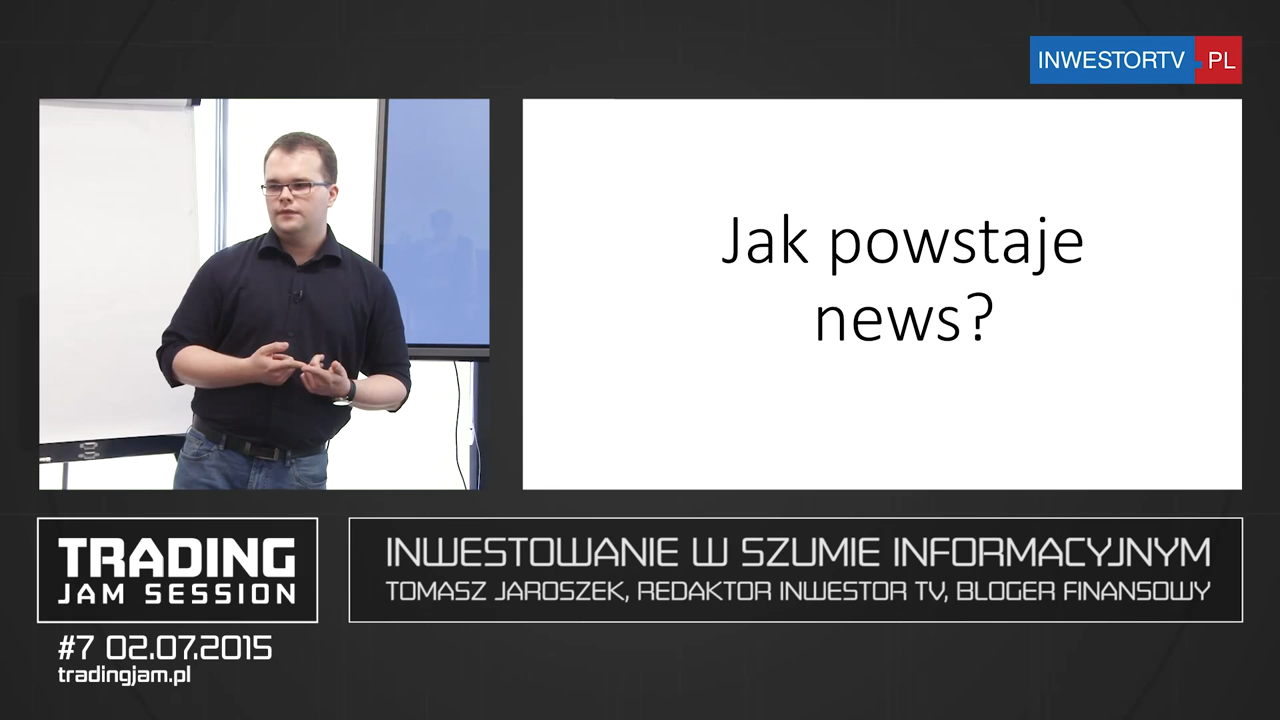 INWESTORTV.PL
Jak powstaje
news?
TRADING
JAM SESSION
INWESTOWANIE W SZUMIE INFORMACYJNYM
TOMASZ JAROSZEK, REDAKTOR INWESTOR TV, BLOGER FINANSOWY
#7 02.07.2015
tradingjam.pl